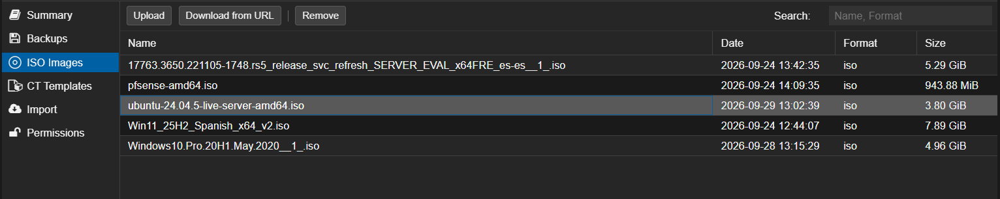 Summary
Backups
ISO Images
CT Templates
Import
Permissions
Upload Download from URL Remove Search: Name, Format
Name Date Format Size
17763.3650.221105-1748.rs5_release_svc_refresh_SERVER_EVAL_x64FRE_es-es__1_.iso 2026-09-24 13:42:35 iso 5.29 GiB
pfsense-amd64.iso 2026-09-24 14:09:35 iso 943.88 MiB
ubuntu-24.04.5-live-server-amd64.iso 2026-09-29 13:02:39 iso 3.80 GiB
Win11_25H2_Spanish_x64_v2.iso 2026-09-24 12:44:07 iso 7.89 GiB
Windows10.Pro.20H1.May.2020__1_.iso 2026-09-28 13:15:29 iso 4.96 GiB